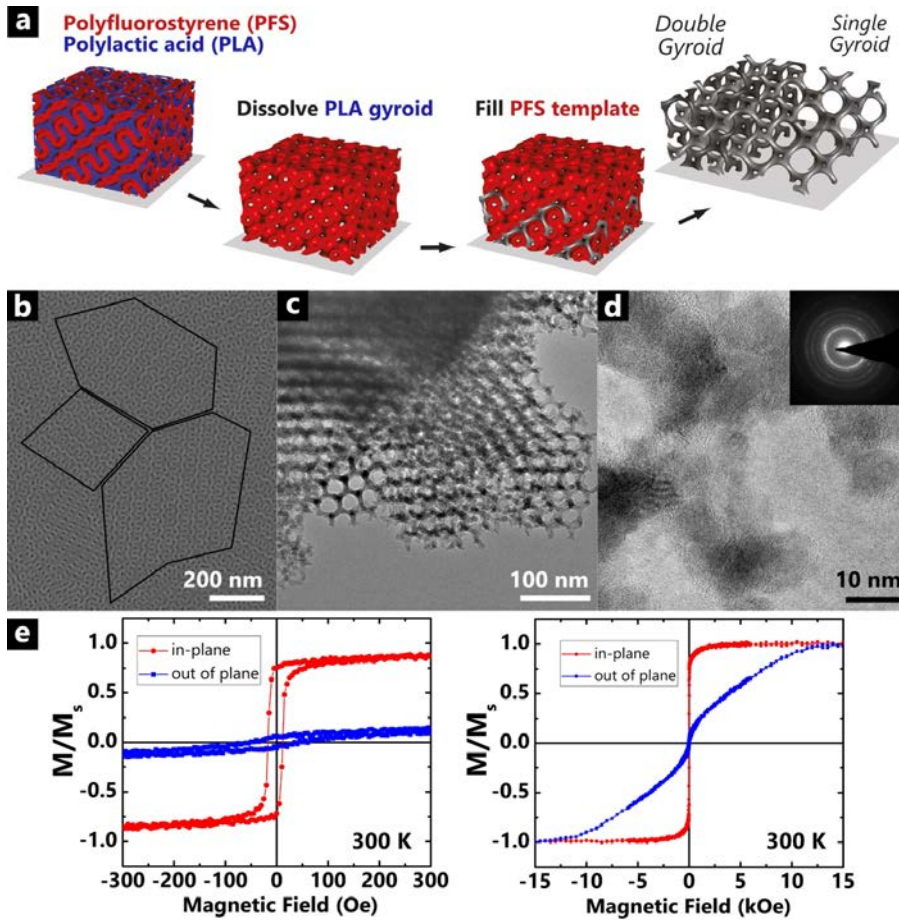 a
Polyfluorostyrene (PFS)
Polylactic acid (PLA)
Dissolve PLA gyroid
Fill PFS template
Double
Gyroid
Single
Gyroid
b
200 nm
c
100 nm
d
10 nm
e
in-plane
out of plane
M/Ms
1.0
0.5
0.0
-0.5
-1.0
-300 -200 -100 0 100 200 300
Magnetic Field (Oe)
300 K
in-plane
out of plane
M/Ms
1.0
0.5
0.0
-0.5
-1.0
-15 -10 -5 0 5 10 15
Magnetic Field (kOe)
300 K